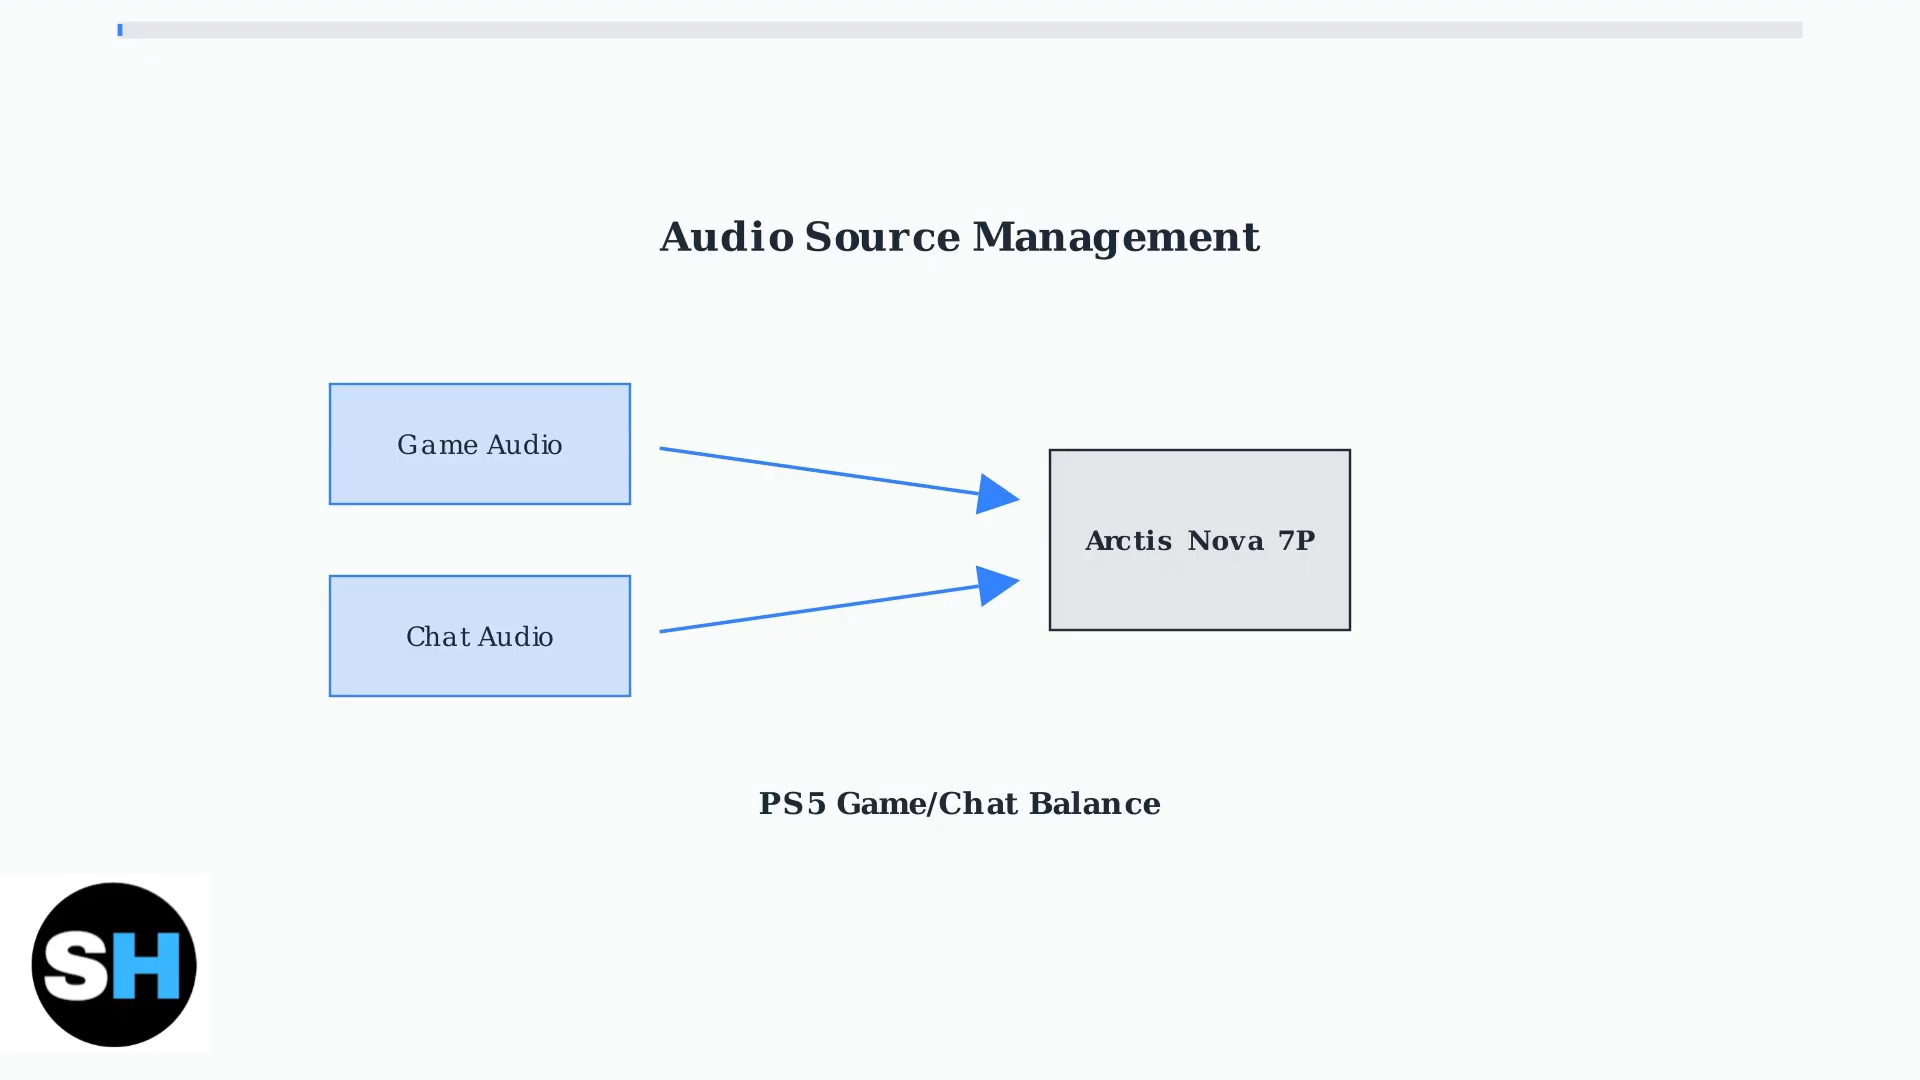 Audio Source Management
Game Audio
Arctis Nova 7P
Chat Audio
PS5 Game/Chat Balance
SH